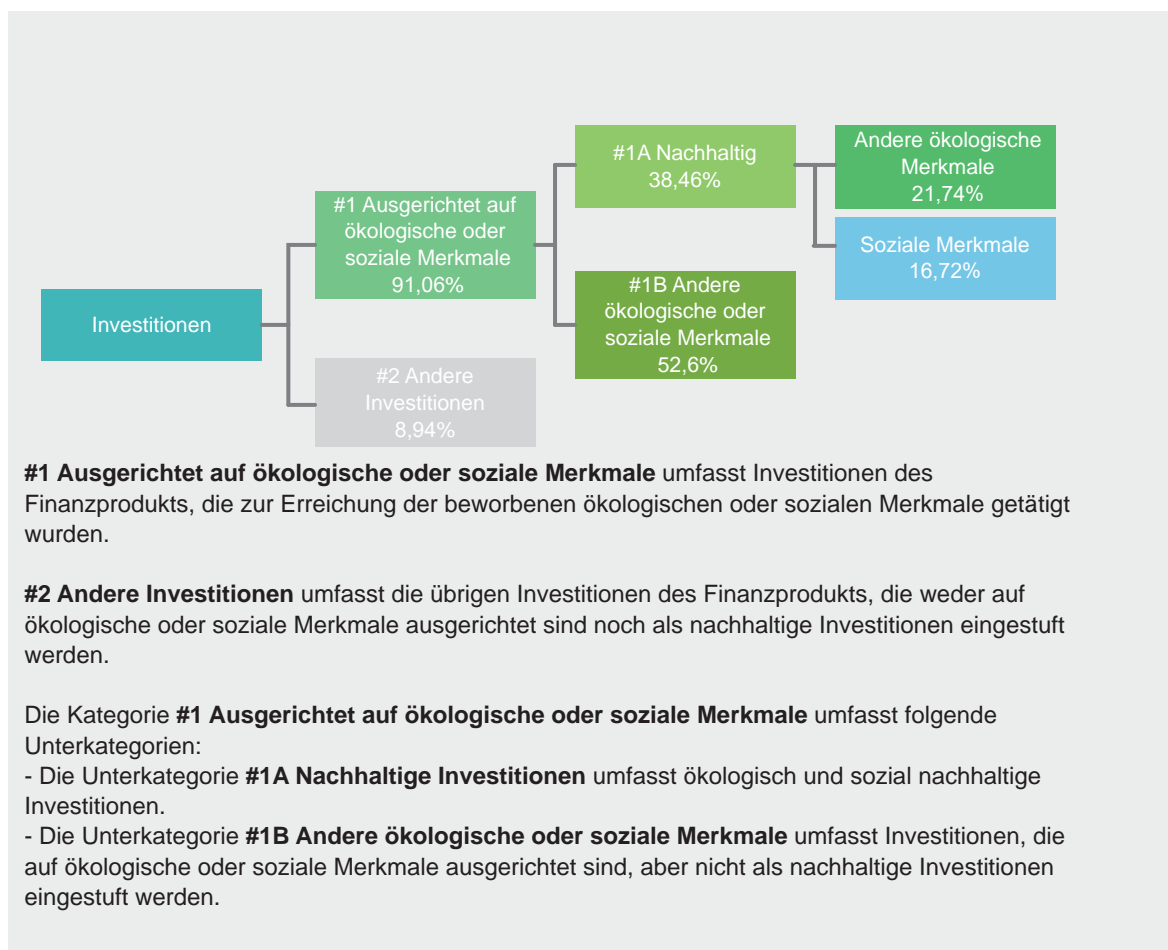 Investitionen
#1 Ausgerichtet auf
ökologische oder
soziale Merkmale
91,06%
#2 Andere
Investitionen
8,94%
#1A Nachhaltig
38,46%
#1B Andere
ökologische oder
soziale Merkmale
52,6%
Andere ökologische
Merkmale
21,74%
Soziale Merkmale
16,72%
#1 Ausgerichtet auf ökologische oder soziale Merkmale umfasst Investitionen des
Finanzprodukts, die zur Erreichung der beworbenen ökologischen oder sozialen Merkmale getätigt
wurden.
#2 Andere Investitionen umfasst die übrigen Investitionen des Finanzprodukts, die weder auf
ökologische oder soziale Merkmale ausgerichtet sind noch als nachhaltige Investitionen eingestuft
werden.
Die Kategorie #1 Ausgerichtet auf ökologische oder soziale Merkmale umfasst folgende
Unterkategorien:
- Die Unterkategorie #1A Nachhaltige Investitionen umfasst ökologisch und sozial nachhaltige
Investitionen.
- Die Unterkategorie #1B Andere ökologische oder soziale Merkmale umfasst Investitionen, die
auf ökologische oder soziale Merkmale ausgerichtet sind, aber nicht als nachhaltige Investitionen
eingestuft werden.